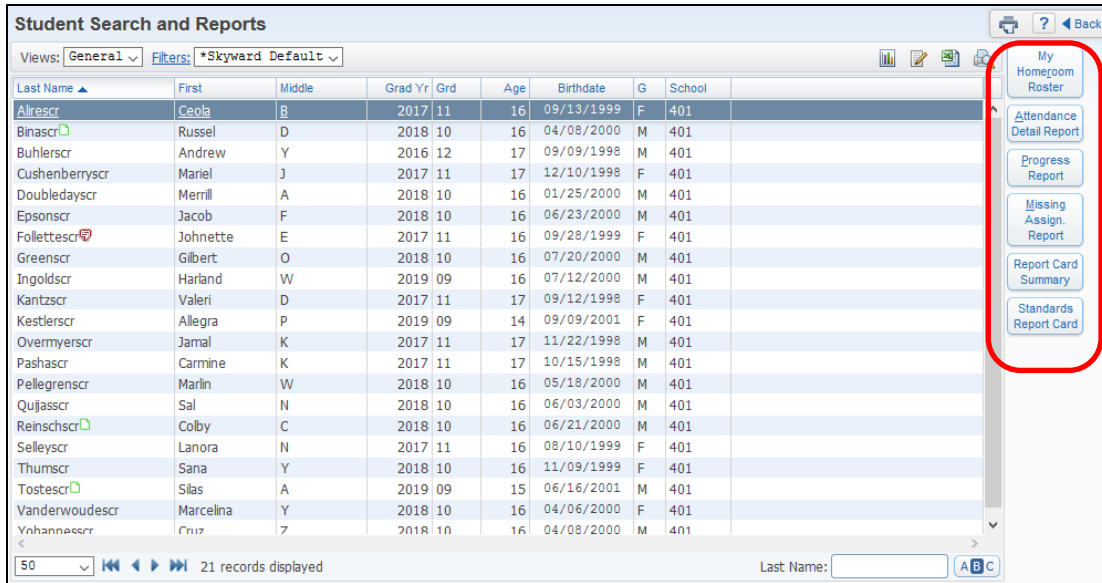 Student Search and Reports
? Back
Views: General Filters: *Skyward Default
Last Name First Middle Grad Yr Grd Age Birthdate G School
Alirescr Ceola B 2017 11 16 09/13/1999 F 401
Binascr Russel D 2018 10 16 04/08/2000 M 401
Buhlerscr Andrew Y 2016 12 17 09/09/1998 M 401
Cushenberryscr Mariel J 2017 11 17 12/10/1998 F 401
Doubledayscr Merrill A 2018 10 16 01/25/2000 M 401
Epsonscr Jacob F 2018 10 16 06/23/2000 M 401
Follettescr Johnette E 2017 11 16 09/28/1999 F 401
Greenscr Gilbert O 2018 10 16 07/20/2000 M 401
Ingoldscr Harland W 2019 09 16 07/12/2000 M 401
Kantzscr Valeri D 2017 11 17 09/12/1998 F 401
Kestlerscr Allegra P 2019 09 14 09/09/2001 F 401
Overmyerscr Jamal K 2017 11 17 11/22/1998 M 401
Pashascr Carmine K 2017 11 17 10/15/1998 M 401
Pellegrenscr Marlin W 2018 10 16 05/18/2000 M 401
Quijasscr Sal N 2018 10 16 06/03/2000 M 401
Reinschscr Colby C 2018 10 16 06/21/2000 M 401
Selleyscr Lanora N 2017 11 16 08/10/1999 F 401
Thumscr Sana Y 2018 10 16 11/09/1999 F 401
Tostescr Silas A 2019 09 15 06/16/2001 M 401
Vanderwoudescr Marcelina Y 2018 10 16 04/06/2000 F 401
Yohannesscr Cruz Z 2018 10 16 04/08/2000 M 401
50 21 records displayed Last Name: A B C
My
Homeroom
Roster
Attendance
Detail Report
Progress
Report
Missing
Assign.
Report
Report Card
Summary
Standards
Report Card